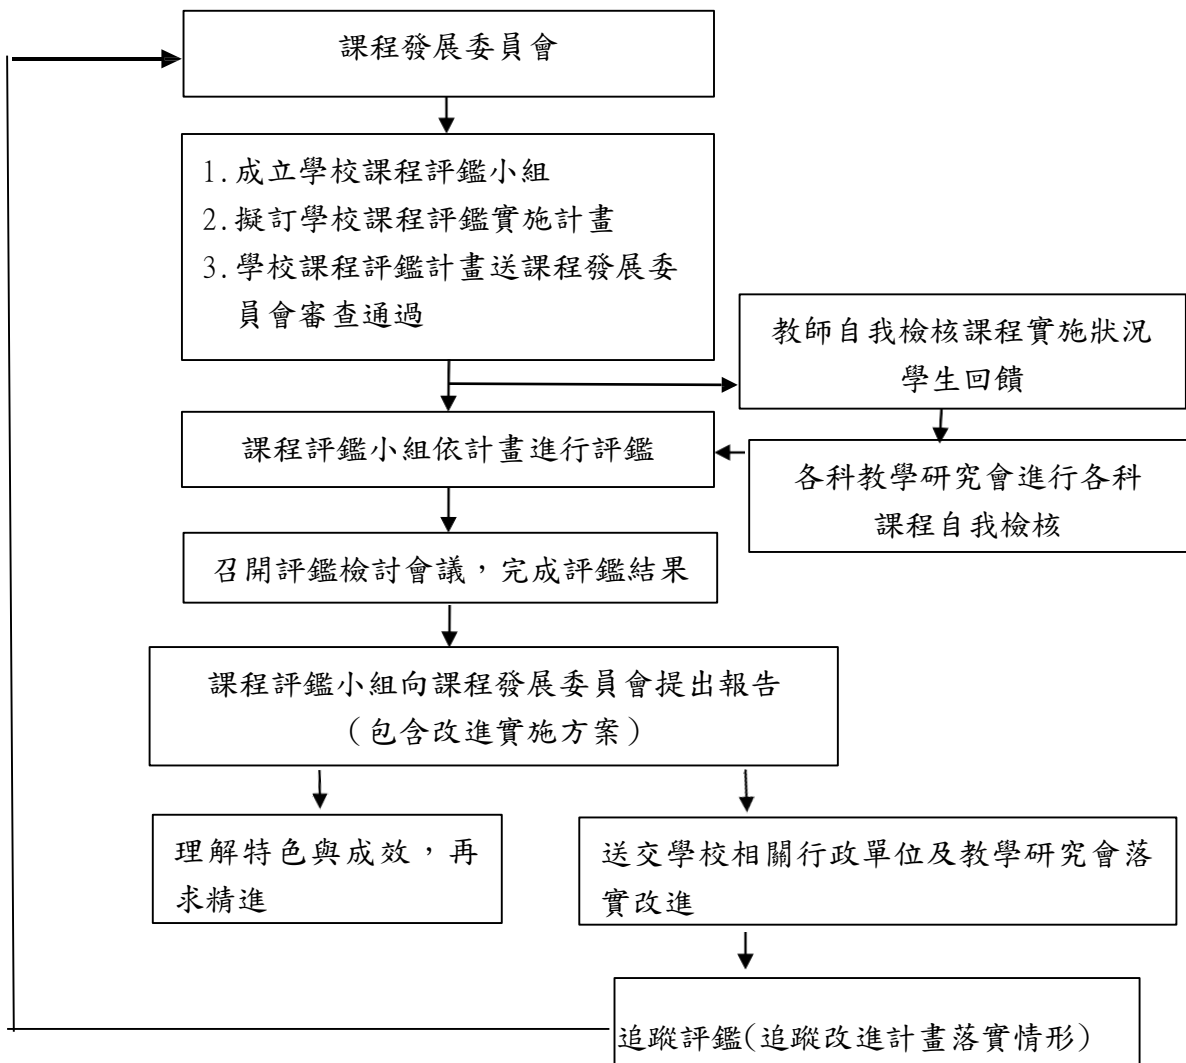 課程發展委員會
1.成立學校課程評鑑小組
2.擬訂學校課程評鑑實施計畫
3.學校課程評鑑計畫送課程發展委
員會審查通過
教師自我檢核課程實施狀況
學生回饋
課程評鑑小組依計畫進行評鑑
各科教學研究會進行各科
課程自我檢核
召開評鑑檢討會議，完成評鑑結果
課程評鑑小組向課程發展委員會提出報告
（包含改進實施方案）
理解特色與成效，再
求精進
送交學校相關行政單位及教學研究會落
實改進
追蹤評鑑(追蹤改進計畫落實情形)